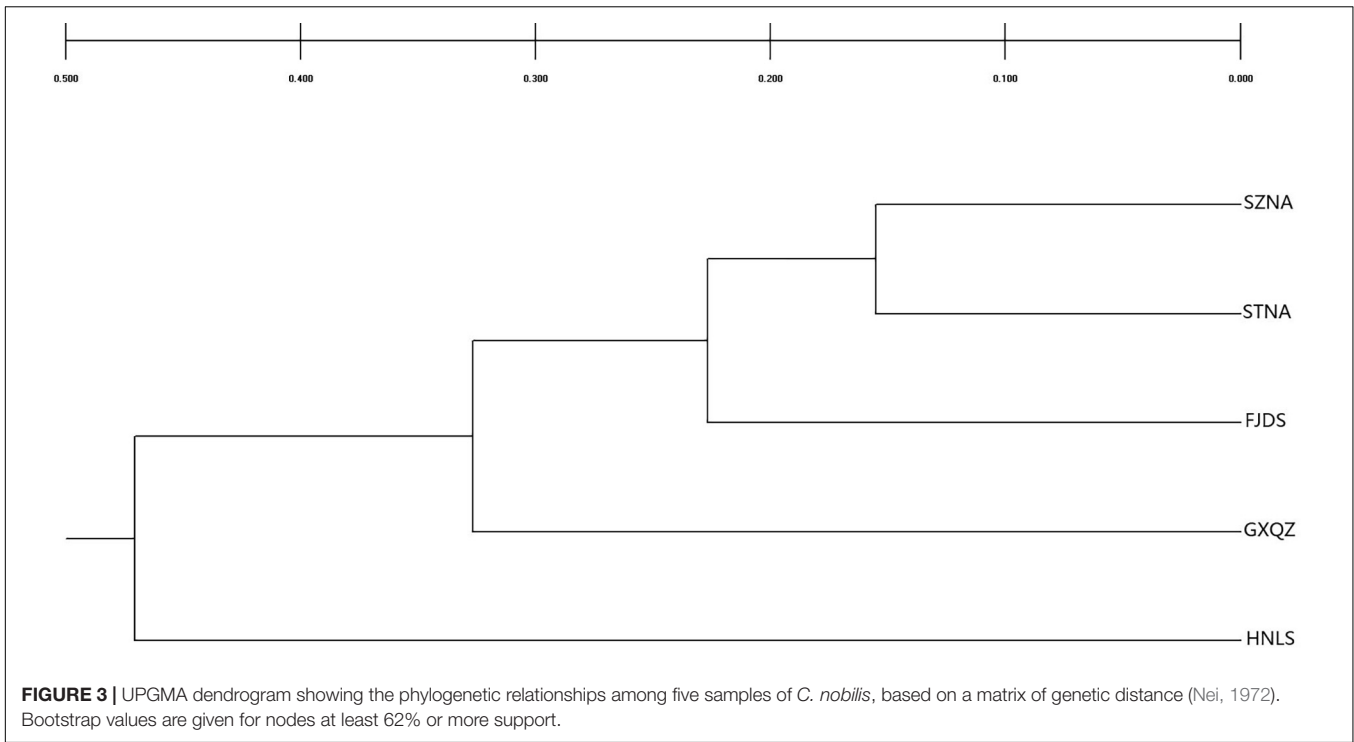 0.500 0.400 0.300 0.200 0.100 0.000
SZNA
STNA
FJDS
GXQZ
HNLS
FIGURE 3 | UPGMA dendrogram showing the phylogenetic relationships among five samples of C. nobilis, based on a matrix of genetic distance (Nei, 1972).
Bootstrap values are given for nodes at least 62% or more support.